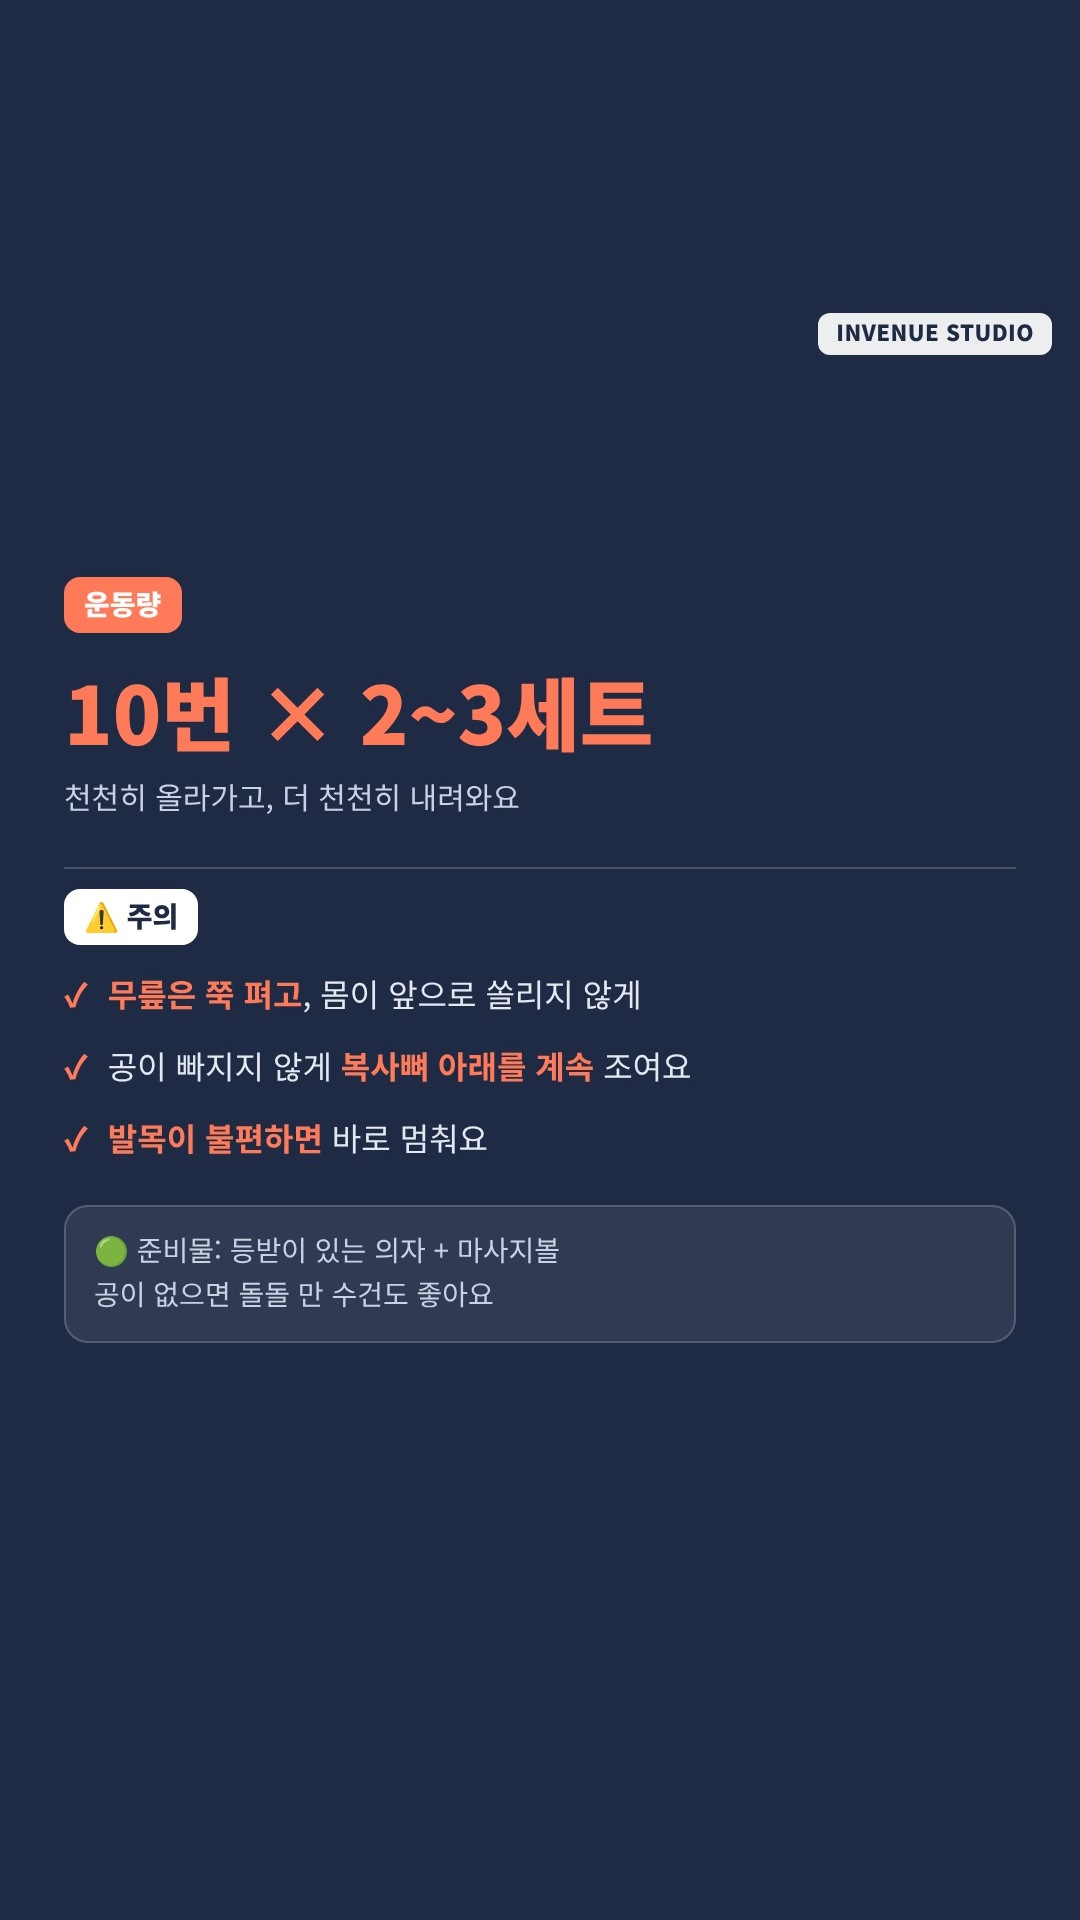 INVENUE STUDIO
운동량
10번 × 2~3세트
천천히 올라가고, 더 천천히 내려와요
⚠️ 주의
✓ 무릎은 쭉 펴고, 몸이 앞으로 쏠리지 않게
✓ 공이 빠지지 않게 복사뼈 아래를 계속 조여요
✓ 발목이 불편하면 바로 멈춰요
🟢 준비물: 등받이 있는 의자 + 마사지볼
공이 없으면 돌돌 만 수건도 좋아요